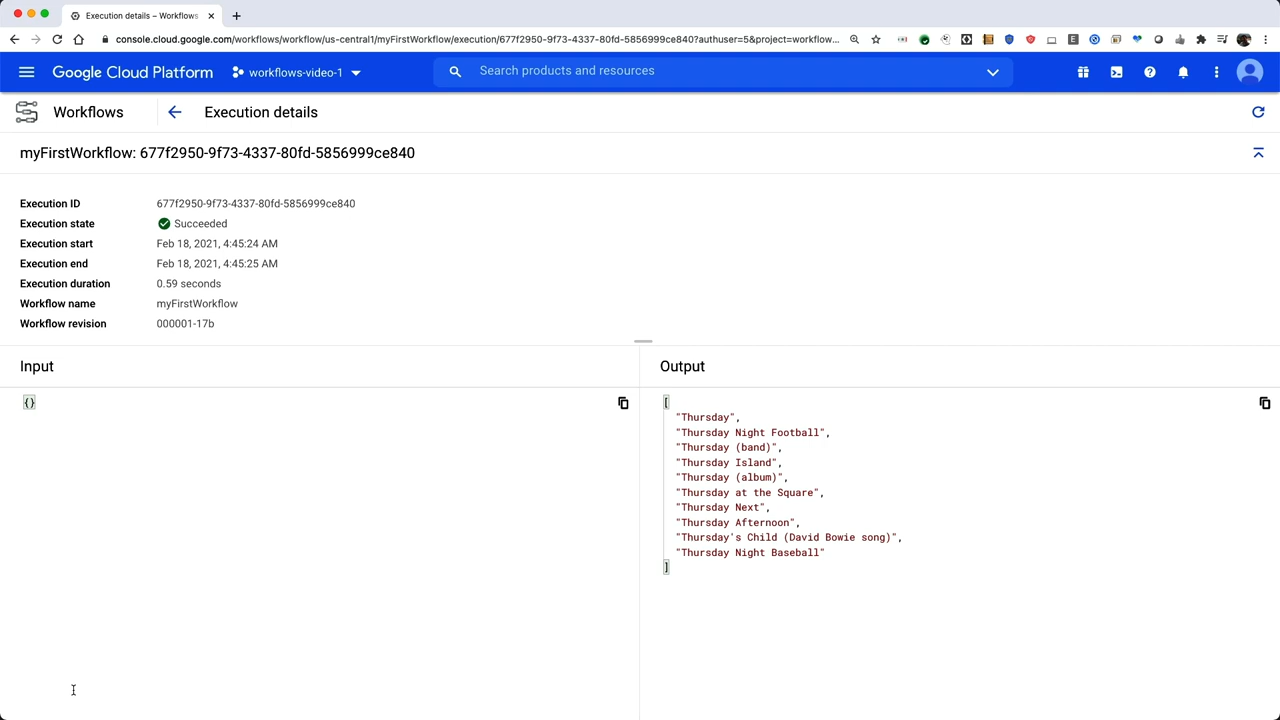 Execution details – Workflows
console.cloud.google.com/workflows/workflow/us-central1/myFirstWorkflow/execution/677f2950-9f73-4337-80fd-5856999ce840?authuser=5&project=workflow...
Google Cloud Platform
workflows-video-1
Search products and resources
Workflows
Execution details
myFirstWorkflow: 677f2950-9f73-4337-80fd-5856999ce840
Execution ID 677f2950-9f73-4337-80fd-5856999ce840
Execution state Succeeded
Execution start Feb 18, 2021, 4:45:24 AM
Execution end Feb 18, 2021, 4:45:25 AM
Execution duration 0.59 seconds
Workflow name myFirstWorkflow
Workflow revision 000001-17b
Input
{}
Output
[
"Thursday",
"Thursday Night Football",
"Thursday (band)",
"Thursday Island",
"Thursday (album)",
"Thursday at the Square",
"Thursday Next",
"Thursday Afternoon",
"Thursday's Child (David Bowie song)",
"Thursday Night Baseball"
]